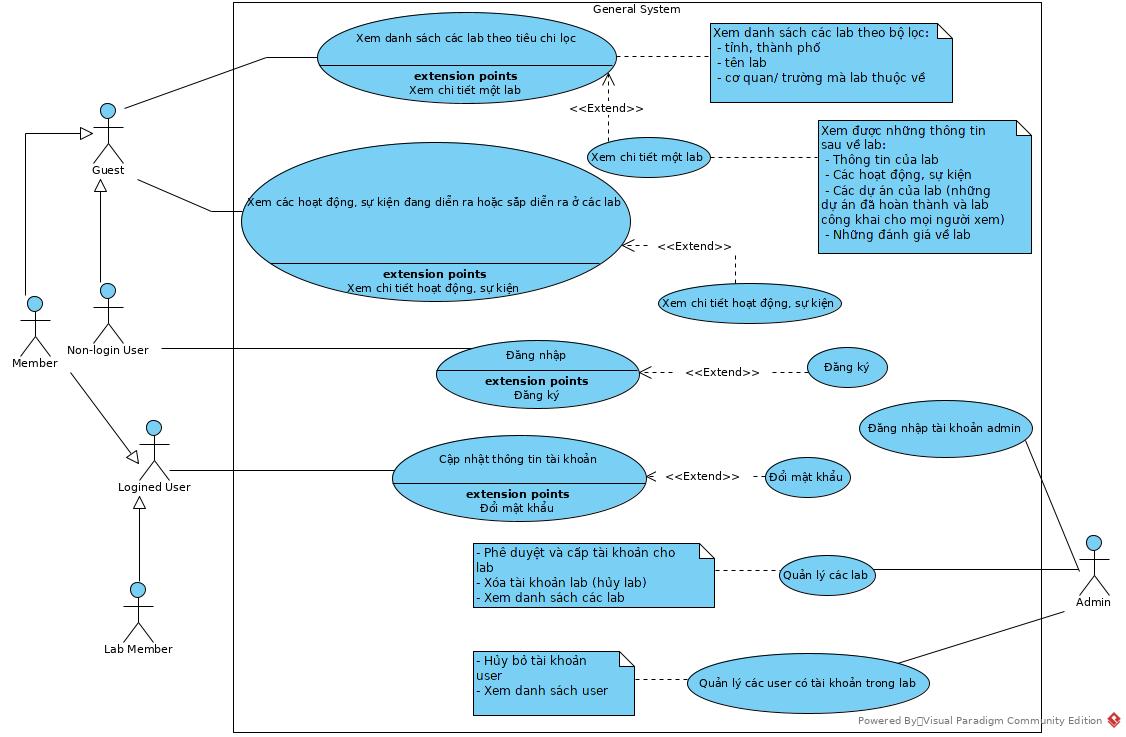 General System
Xem danh sách các lab theo tiêu chi lọc
extension points
Xem chi tiết một lab
Xem danh sách các lab theo bộ lọc:
- tỉnh, thành phố
- tên lab
- cơ quan/ trường mà lab thuộc về
<<Extend>>
Guest
Xem chi tiết một lab
Xem được những thông tin
sau về lab:
- Thông tin của lab
- Các hoạt động, sự kiện
- Các dự án của lab (những
dự án đã hoàn thành và lab
công khai cho mọi người xem)
- Những đánh giá về lab
Xem các hoạt động, sự kiện đang diễn ra hoặc sắp diễn ra ở các lab
extension points
Xem chi tiết hoạt động, sự kiện
<<Extend>>
Xem chi tiết hoạt động, sự kiện
Member
Non-login User
Đăng nhập
extension points
Đăng ký
<<Extend>>
Đăng ký
Đăng nhập tài khoản admin
Logined User
Cập nhật thông tin tài khoản
extension points
Đổi mật khẩu
<<Extend>>
Đổi mật khẩu
- Phê duyệt và cấp tài khoản cho
lab
- Xóa tài khoản lab (hủy lab)
- Xem danh sách các lab
Quản lý các lab
Admin
Lab Member
- Hủy bỏ tài khoản
user
- Xem danh sách user
Quản lý các user có tài khoản trong lab
Powered By Visual Paradigm Community Edition